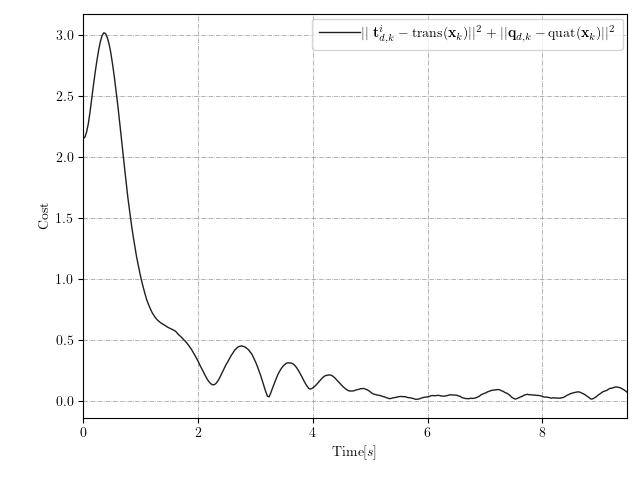 || t^i_{d,k} − trans(x_k)||² + ||q_{d,k} − quat(x_k)||²
3.0
2.5
2.0
1.5
1.0
0.5
0.0
Cost
0 2 4 6 8
Time[s]